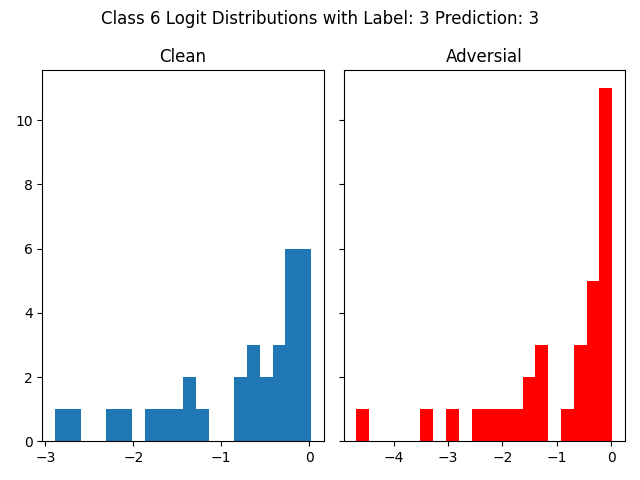 Class 6 Logit Distributions with Label: 3 Prediction: 3
Clean
Adversial
10
8
6
4
2
0
−3 −2 −1 0
−4 −3 −2 −1 0